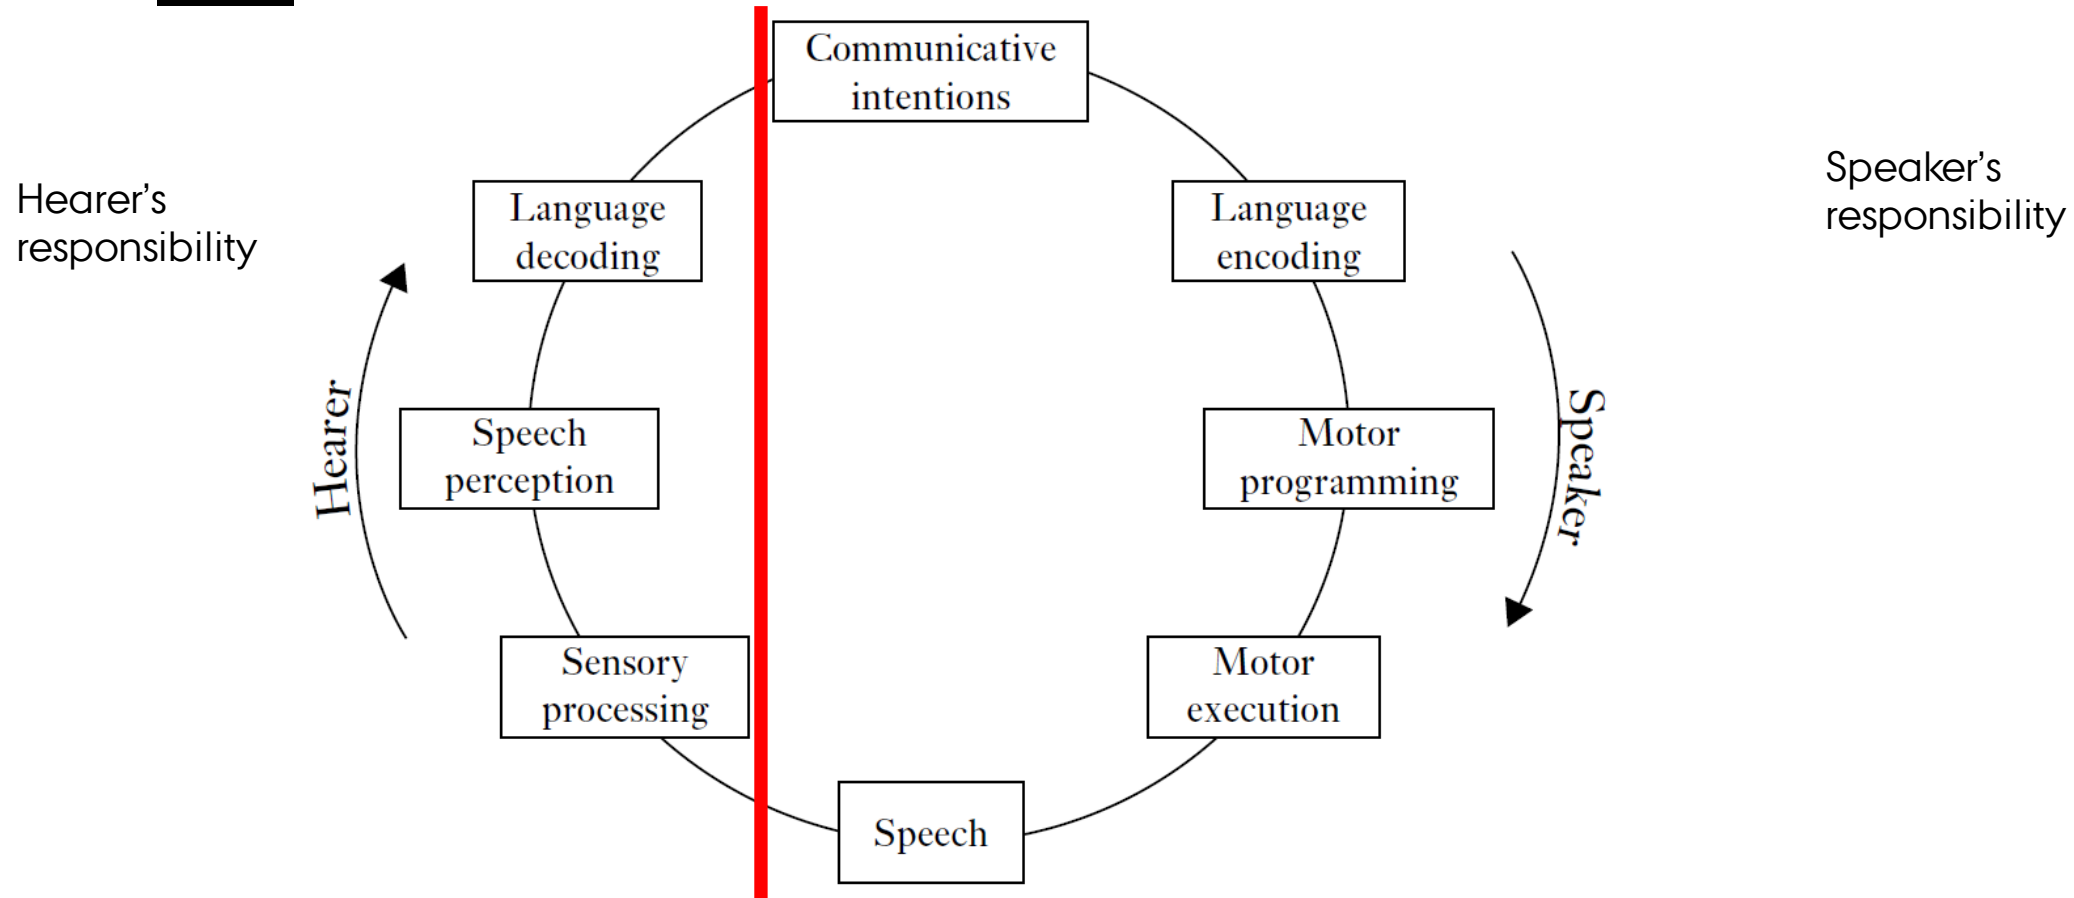 Communicative
intentions
Hearer's
responsibility
Language
decoding
Language
encoding
Speaker's
responsibility
Hearer
Speech
perception
Motor
programming
Speaker
Sensory
processing
Motor
execution
Speech